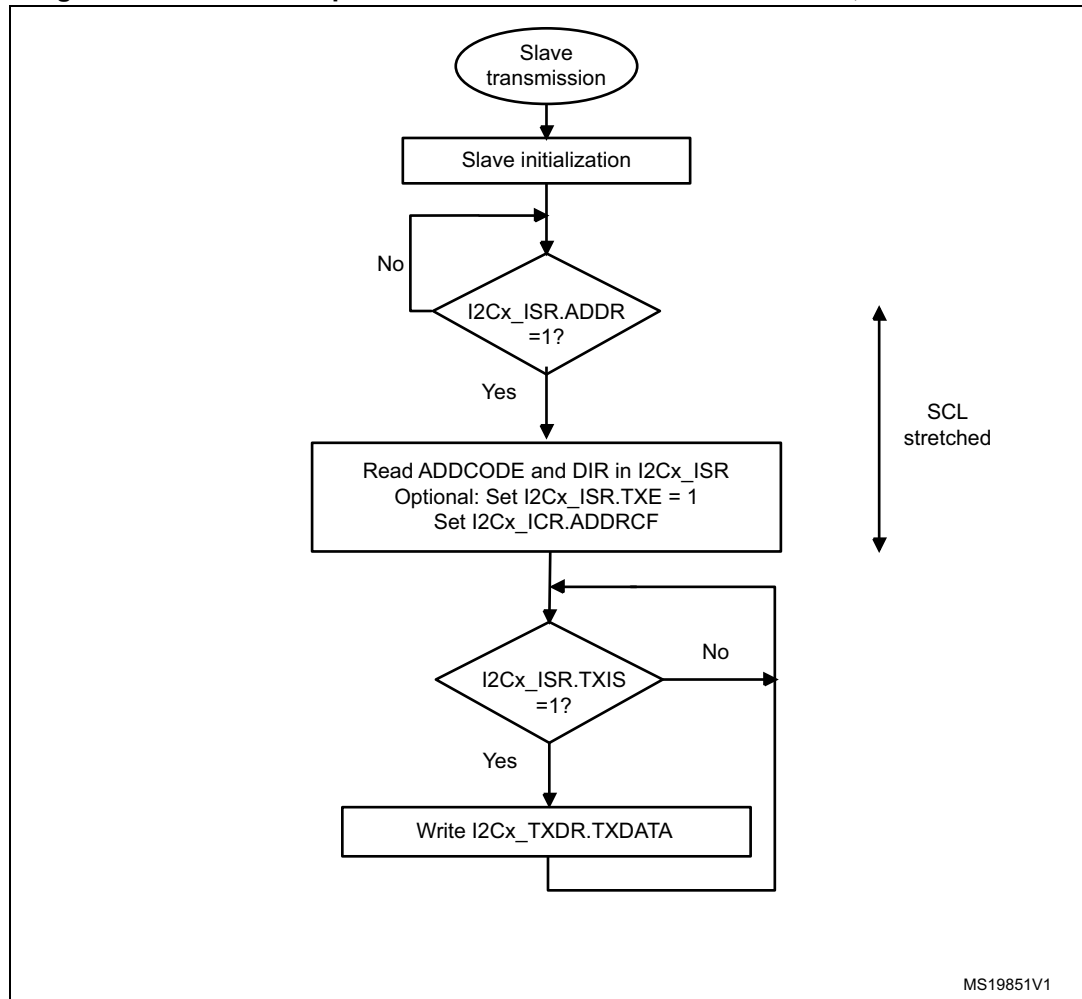 Slave
transmission
Slave initialization
No
I2Cx_ISR.ADDR
=1?
Yes
SCL
stretched
Read ADDCODE and DIR in I2Cx_ISR
Optional: Set I2Cx_ISR.TXE = 1
Set I2Cx_ICR.ADDRCF
No
I2Cx_ISR.TXIS
=1?
Yes
Write I2Cx_TXDR.TXDATA
MS19851V1